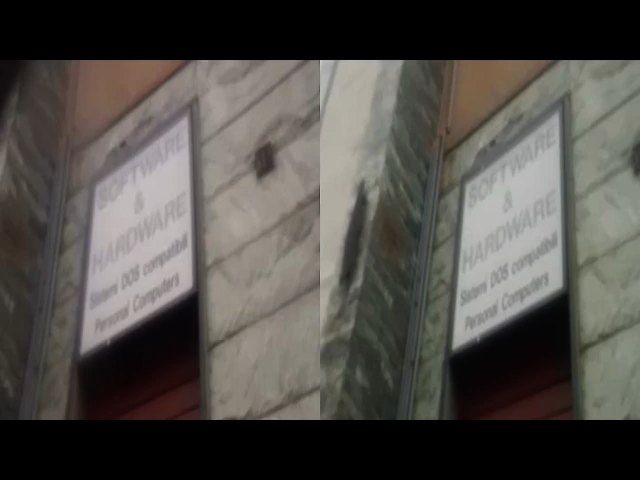 SOFTWARE
&
HARDWARE
Sistemi DOS compatibili
Personal Computers
SOFTWARE
&
HARDWARE
Sistemi DOS compatibili
Personal Computers